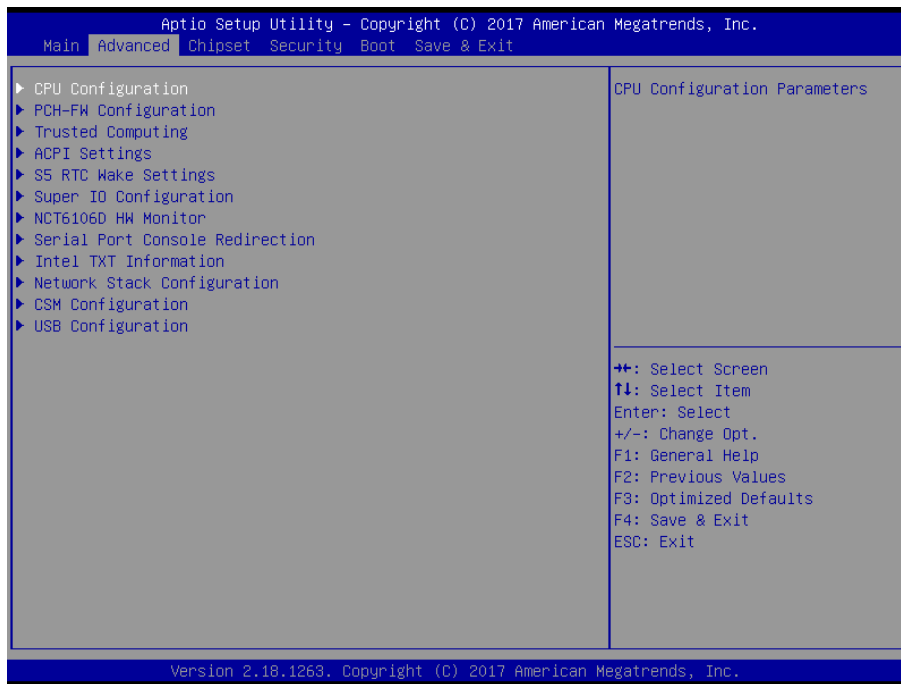 Aptio Setup Utility – Copyright (C) 2017 American Megatrends, Inc.
Main Advanced Chipset Security Boot Save & Exit
▶ CPU Configuration
▶ PCH-FW Configuration
▶ Trusted Computing
▶ ACPI Settings
▶ S5 RTC Wake Settings
▶ Super IO Configuration
▶ NCT6106D HW Monitor
▶ Serial Port Console Redirection
▶ Intel TXT Information
▶ Network Stack Configuration
▶ CSM Configuration
▶ USB Configuration
CPU Configuration Parameters
→←: Select Screen
↑↓: Select Item
Enter: Select
+/-: Change Opt.
F1: General Help
F2: Previous Values
F3: Optimized Defaults
F4: Save & Exit
ESC: Exit
Version 2.18.1263. Copyright (C) 2017 American Megatrends, Inc.